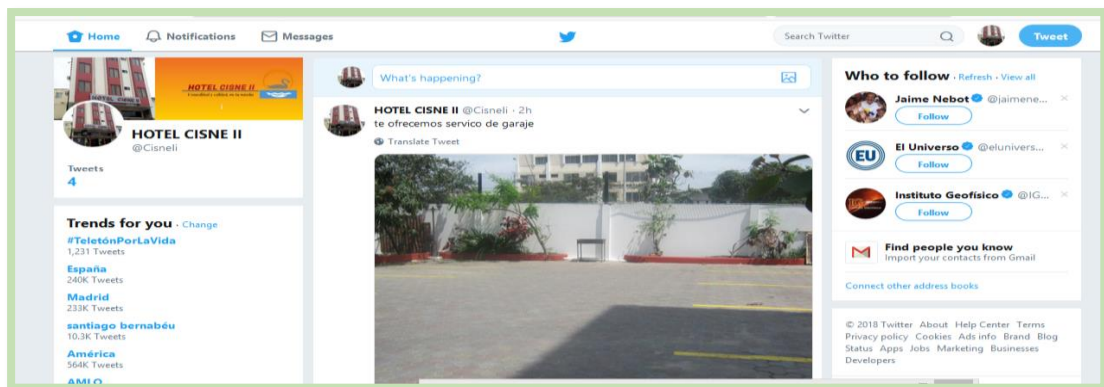 Home
Notifications
Messages
Search Twitter
Tweet
HOTEL CISNE II
HOTEL CISNE II
@Cisneli
Tweets
4
Trends for you · Change
#TeletónPorLaVida
1,231 Tweets
España
240K Tweets
Madrid
233K Tweets
santiago bernabéu
10.3K Tweets
América
564K Tweets
AMLO
What's happening?
HOTEL CISNE II @Cisneli · 2h
te ofrecemos servico de garaje
Translate Tweet
Who to follow · Refresh · View all
Jaime Nebot @jaimene...
Follow
EU
El Universo @elunivers...
Follow
Instituto Geofísico @IG...
Follow
Find people you know
Import your contacts from Gmail
Connect other address books
© 2018 Twitter About Help Center Terms
Privacy policy Cookies Ads info Brand Blog
Status Apps Jobs Marketing Businesses
Developers